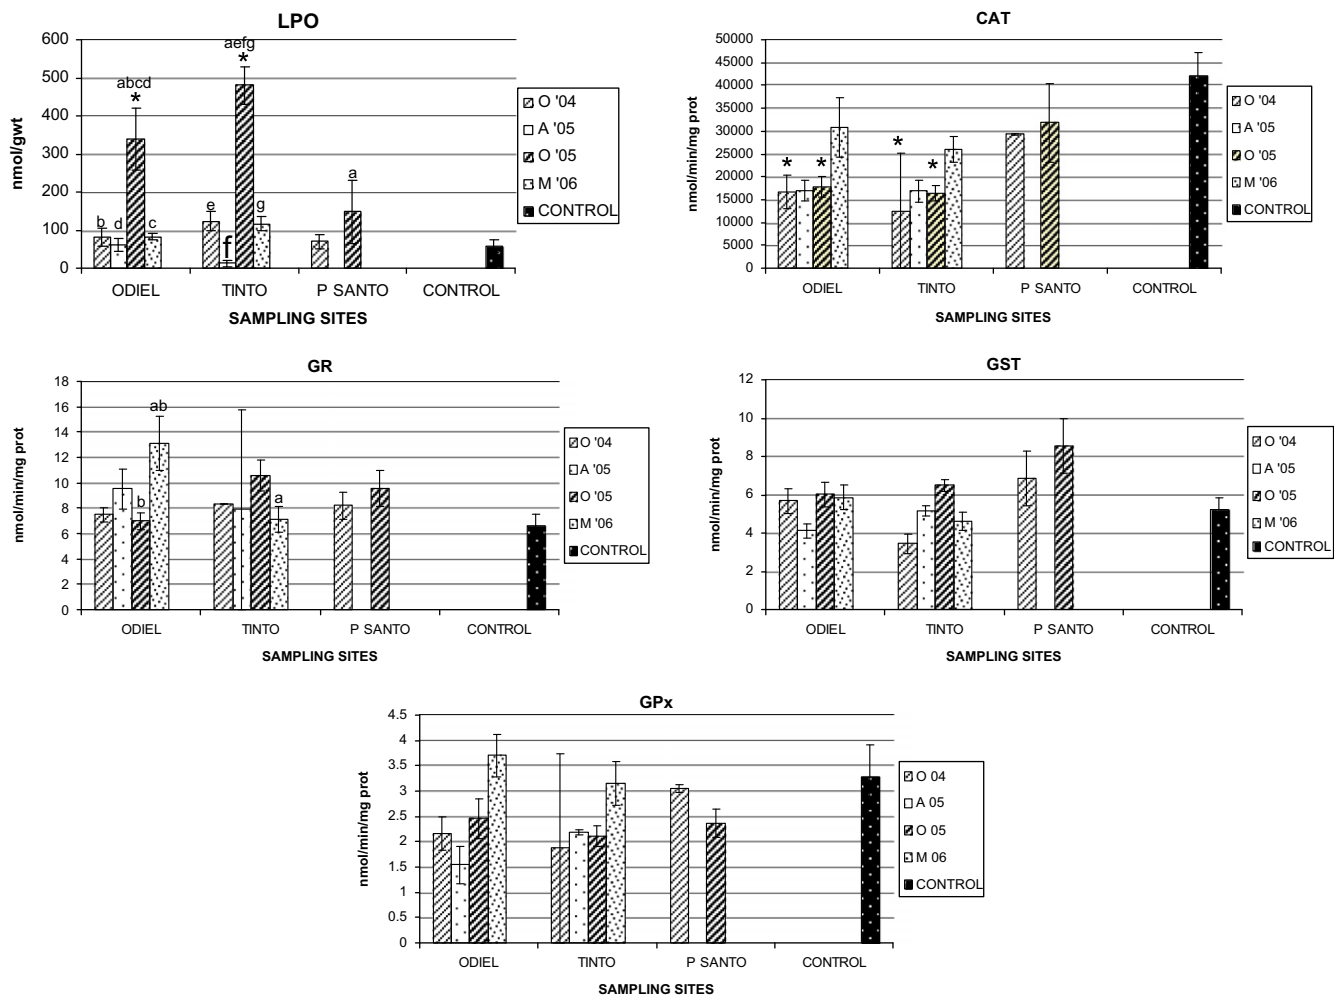 LPO
600
500
400
300
200
100
0
nmol/gwt
b
d
abcd
*
c
e
f
aefg
*
g
a
ODIEL
TINTO
P SANTO
CONTROL
SAMPLING SITES
O '04
A '05
O '05
M '06
CONTROL
CAT
50000
45000
40000
35000
30000
25000
20000
15000
10000
5000
0
nmol/min/mg prot
*
*
*
*
ODIEL
TINTO
P SANTO
CONTROL
SAMPLING SITES
O '04
A '05
O '05
M '06
CONTROL
GR
18
16
14
12
10
8
6
4
2
0
nmol/min/mg prot
b
ab
a
ODIEL
TINTO
P SANTO
CONTROL
SAMPLING SITES
O '04
A '05
O '05
M '06
CONTROL
GST
12
10
8
6
4
2
0
nmol/min/mg prot
ODIEL
TINTO
P SANTO
CONTROL
SAMPLING SITES
O '04
A '05
O '05
M '06
CONTROL
GPx
4.5
4
3.5
3
2.5
2
1.5
1
0.5
0
nmol/min/mg prot
ODIEL
TINTO
P SANTO
CONTROL
SAMPLING SITES
O 04
A 05
O 05
M 06
CONTROL